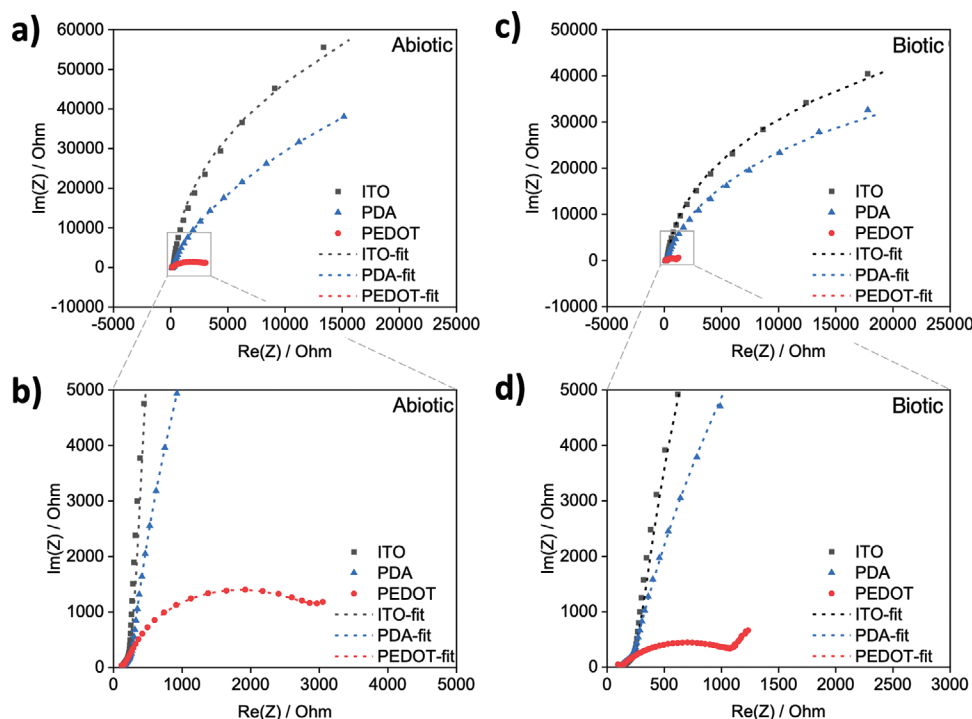 a)
Abiotic
60000
50000
40000
30000
20000
10000
0
-10000
Im(Z) / Ohm
ITO
PDA
PEDOT
ITO-fit
PDA-fit
PEDOT-fit
-5000 0 5000 10000 15000 20000 25000
Re(Z) / Ohm
c)
Biotic
50000
40000
30000
20000
10000
0
-10000
Im(Z) / Ohm
ITO
PDA
PEDOT
ITO-fit
PDA-fit
PEDOT-fit
-5000 0 5000 10000 15000 20000 25000
Re(Z) / Ohm
b)
Abiotic
5000
4000
3000
2000
1000
0
Im(Z) / Ohm
ITO
PDA
PEDOT
ITO-fit
PDA-fit
PEDOT-fit
0 1000 2000 3000 4000 5000
Re(Z) / Ohm
d)
Biotic
5000
4000
3000
2000
1000
0
Im(Z) / Ohm
ITO
PDA
PEDOT
ITO-fit
PDA-fit
PEDOT-fit
0 500 1000 1500 2000 2500 3000
Re(Z) / Ohm